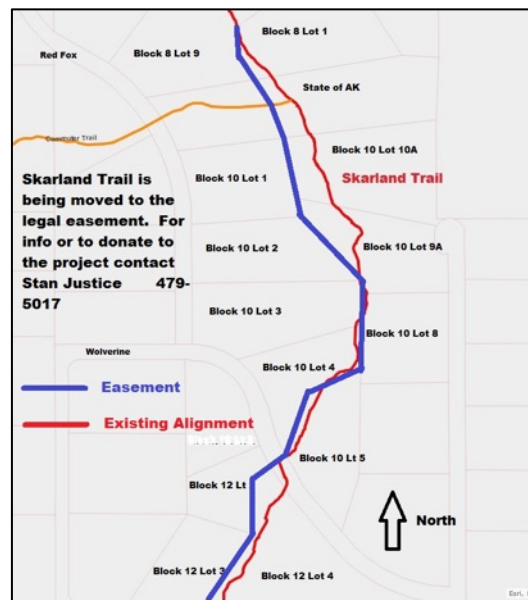 Block 8 Lot 1
Block 8 Lot 9
Red Fox
State of AK
Block 10 Lot 10A
Skarland Trail is
being moved to the
legal easement. For
info or to donate to
the project contact
Stan Justice 479-
5017
Block 10 Lot 1
Skarland Trail
Block 10 Lot 2
Block 10 Lot 9A
Block 10 Lot 3
Block 10 Lot 8
Wolverine
Block 10 Lot 4
Easement
Existing Alignment
Block 10 Lt 5
Block 12 Lt
North
Block 12 Lot 3
Block 12 Lot 4
Esri,